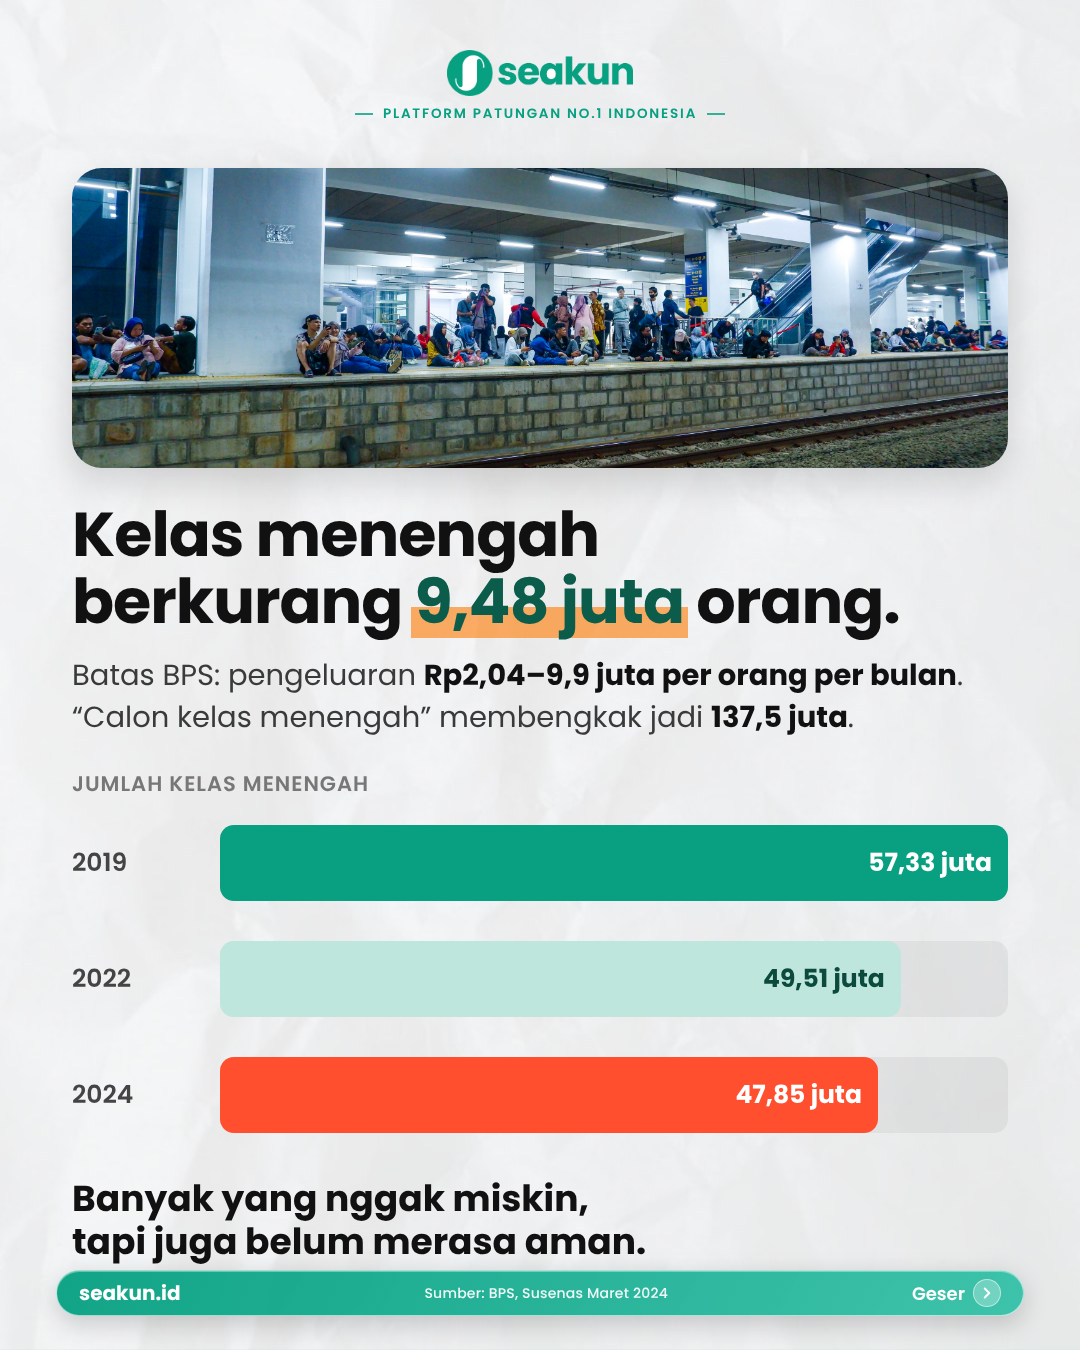 seakun
PLATFORM PATUNGAN NO.1 INDONESIA
Kelas menengah
berkurang 9,48 juta orang.
Batas BPS: pengeluaran Rp2,04–9,9 juta per orang per bulan.
“Calon kelas menengah” membengkak jadi 137,5 juta.
JUMLAH KELAS MENENGAH
2019
57,33 juta
2022
49,51 juta
2024
47,85 juta
Banyak yang nggak miskin,
tapi juga belum merasa aman.
seakun.id
Sumber: BPS, Susenas Maret 2024
Geser